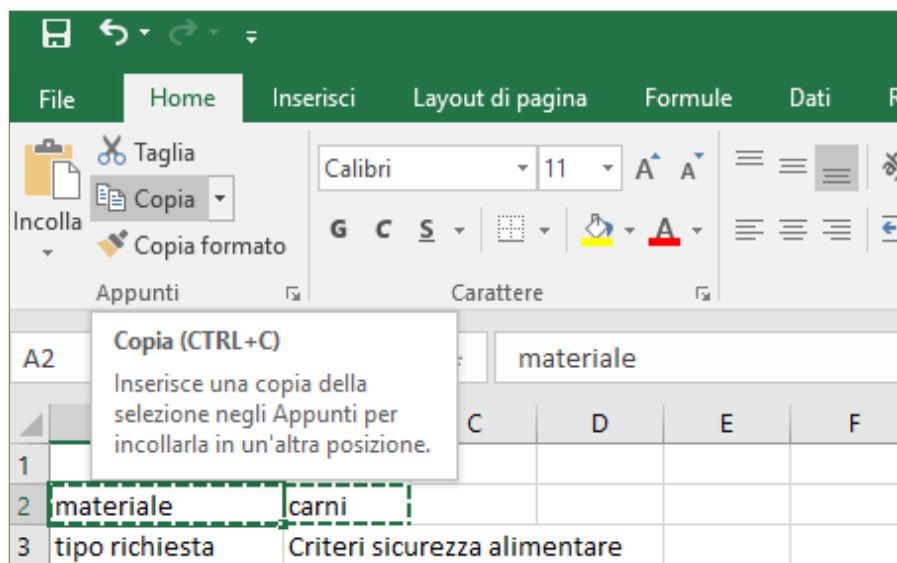 File Home Inserisci Layout di pagina Formule Dati
Taglia
Calibri 11 A A
Copia
Incolla
G C S A
Copia formato
Appunti Carattere
Copia (CTRL+C)
A2 materiale
Inserisce una copia della
selezione negli Appunti per
incollarla in un'altra posizione.
C D E F
1
2 materiale carni
3 tipo richiesta Criteri sicurezza alimentare